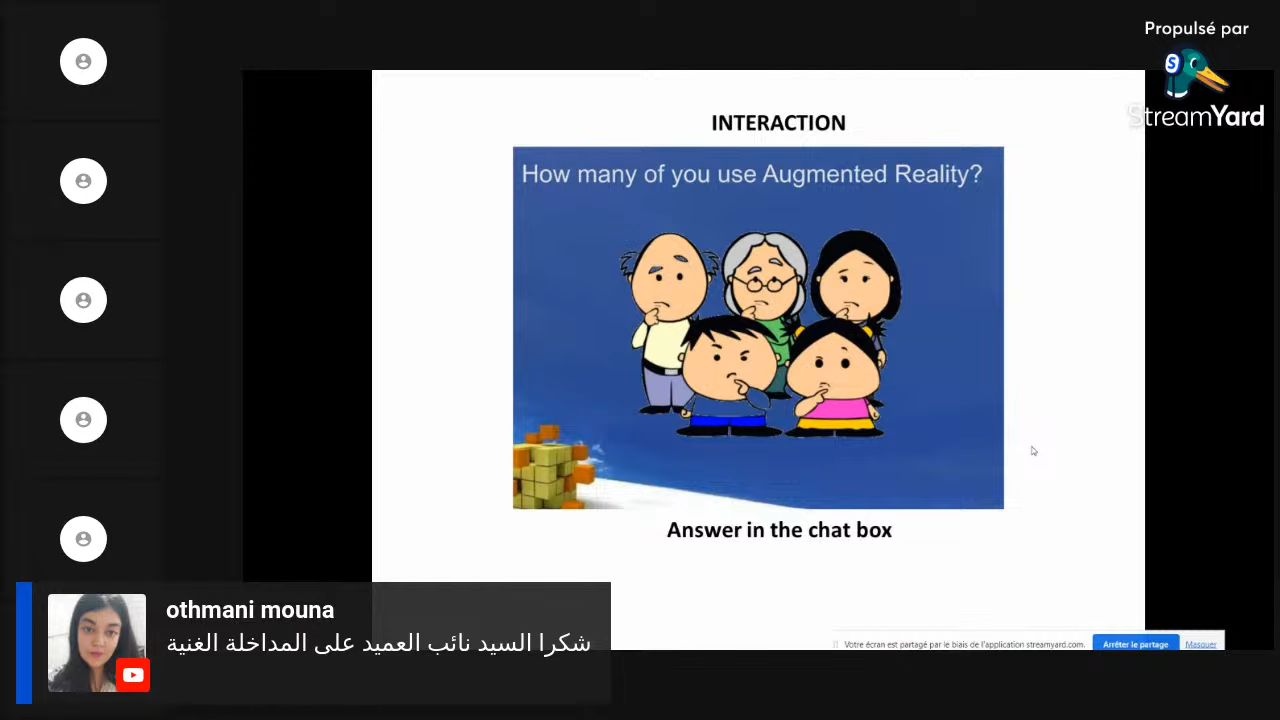 Propulsé par
StreamYard
INTERACTION
How many of you use Augmented Reality?
Answer in the chat box
othmani mouna
شكرا السيد نائب العميد على المداخلة الغنية
Votre écran est partagé par le biais de l'application streamyard.com.
Arrêter le partage
Masquer